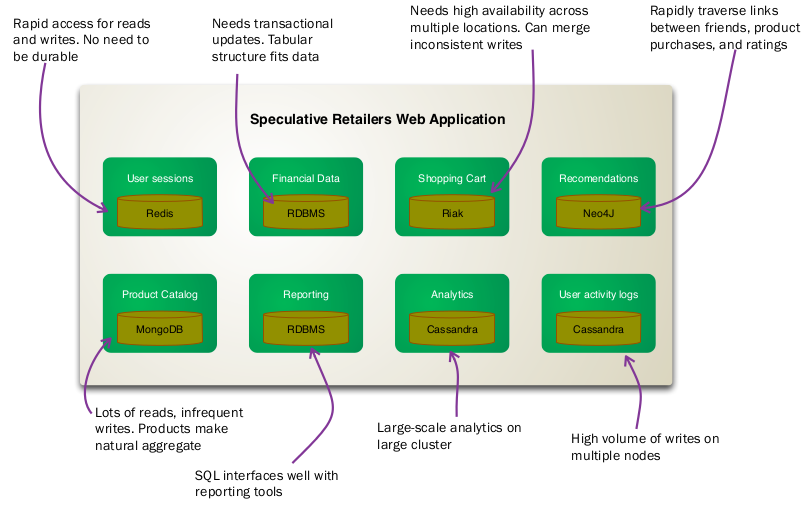 Rapid access for reads
and writes. No need to
be durable
Needs transactional
updates. Tabular
structure fits data
Needs high availability across
multiple locations. Can merge
inconsistent writes
Rapidly traverse links
between friends, product
purchases, and ratings
Speculative Retailers Web Application
User sessions
Redis
Financial Data
RDBMS
Shopping Cart
Riak
Recomendations
Neo4J
Product Catalog
MongoDB
Reporting
RDBMS
Analytics
Cassandra
User activity logs
Cassandra
Lots of reads, infrequent
writes. Products make
natural aggregate
SQL interfaces well with
reporting tools
Large-scale analytics on
large cluster
High volume of writes on
multiple nodes